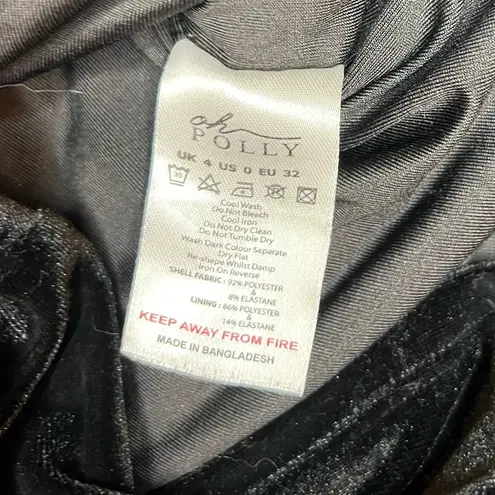 oh
POLLY
UK 4 US 0 EU 32
30
Cool Wash
Do Not Bleach
Cool Iron
Do Not Dry Clean
Do Not Tumble Dry
Wash Dark Colour Separate
Dry Flat
Re-shape Whilst Damp
Iron On Reverse
SHELL FABRIC : 92% POLYESTER
&
8% ELASTANE
LINING : 86% POLYESTER
&
14% ELASTANE
KEEP AWAY FROM FIRE
MADE IN BANGLADESH